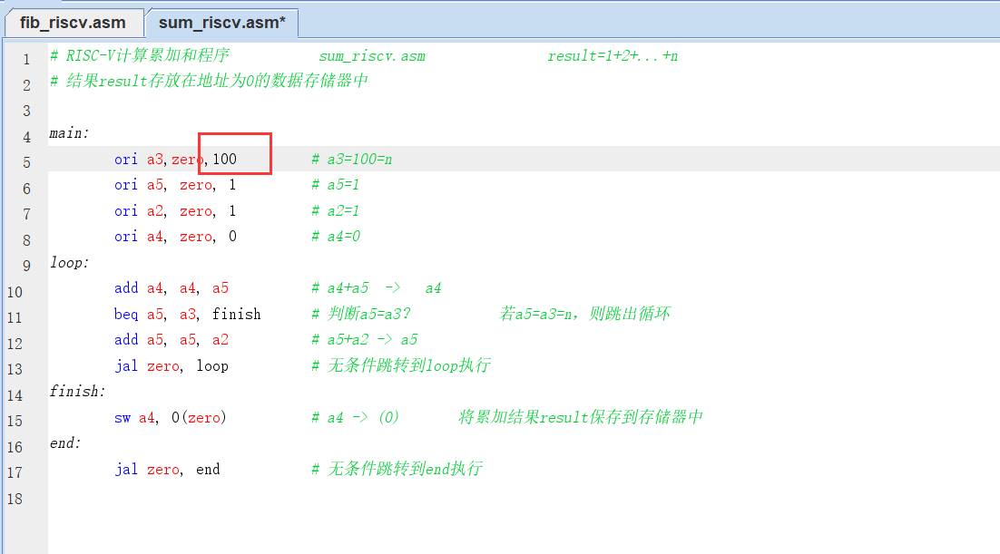 fib_riscv.asm sum_riscv.asm*
1 # RISC-V计算累加和程序 sum_riscv.asm result=1+2+...+n
2 # 结果result存放在地址为0的数据存储器中
3
4 main:
5 ori a3,zero,100 # a3=100=n
6 ori a5, zero, 1 # a5=1
7 ori a2, zero, 1 # a2=1
8 ori a4, zero, 0 # a4=0
9 loop:
10 add a4, a4, a5 # a4+a5 -> a4
11 beq a5, a3, finish # 判断a5=a3? 若a5=a3=n，则跳出循环
12 add a5, a5, a2 # a5+a2 -> a5
13 jal zero, loop # 无条件跳转到loop执行
14 finish:
15 sw a4, 0(zero) # a4 -> (0) 将累加结果result保存到存储器中
16 end:
17 jal zero, end # 无条件跳转到end执行
18